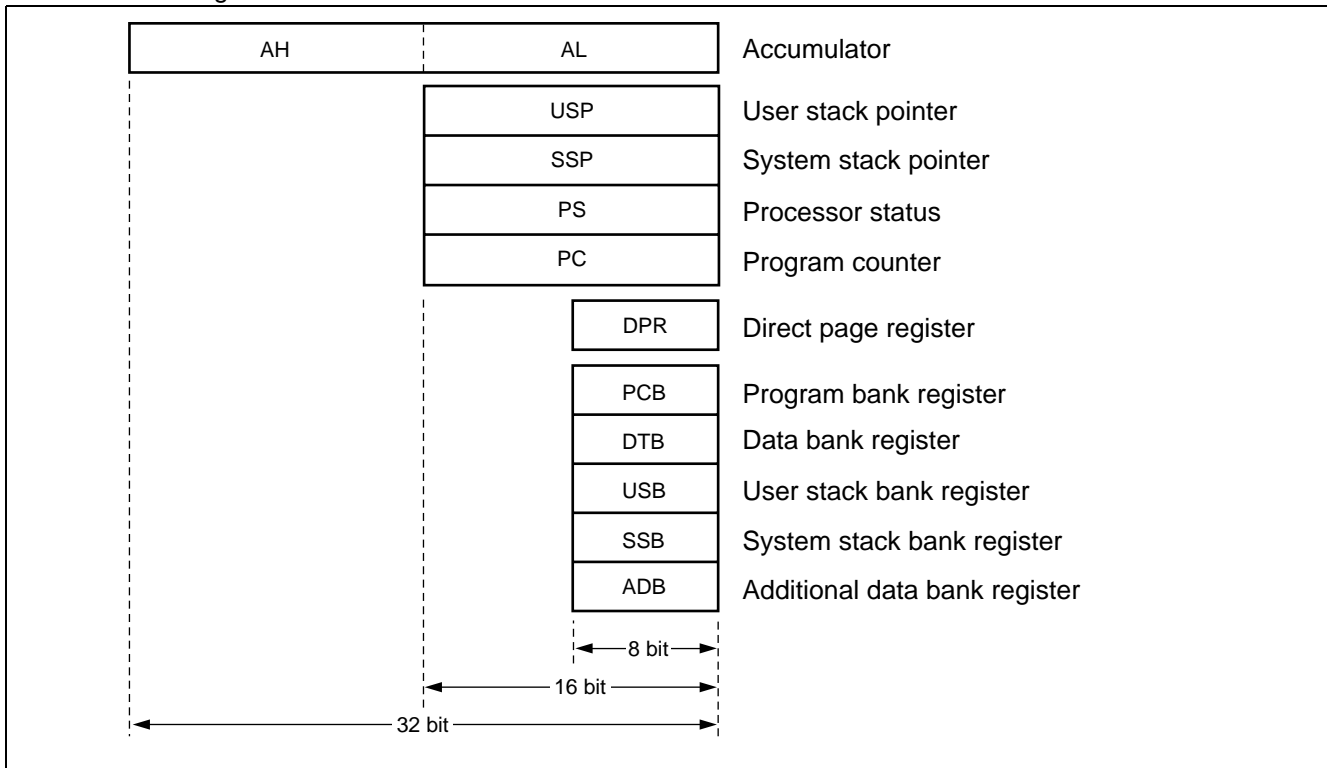 AH AL Accumulator
USP User stack pointer
SSP System stack pointer
PS Processor status
PC Program counter
DPR Direct page register
PCB Program bank register
DTB Data bank register
USB User stack bank register
SSB System stack bank register
ADB Additional data bank register
8 bit
16 bit
32 bit